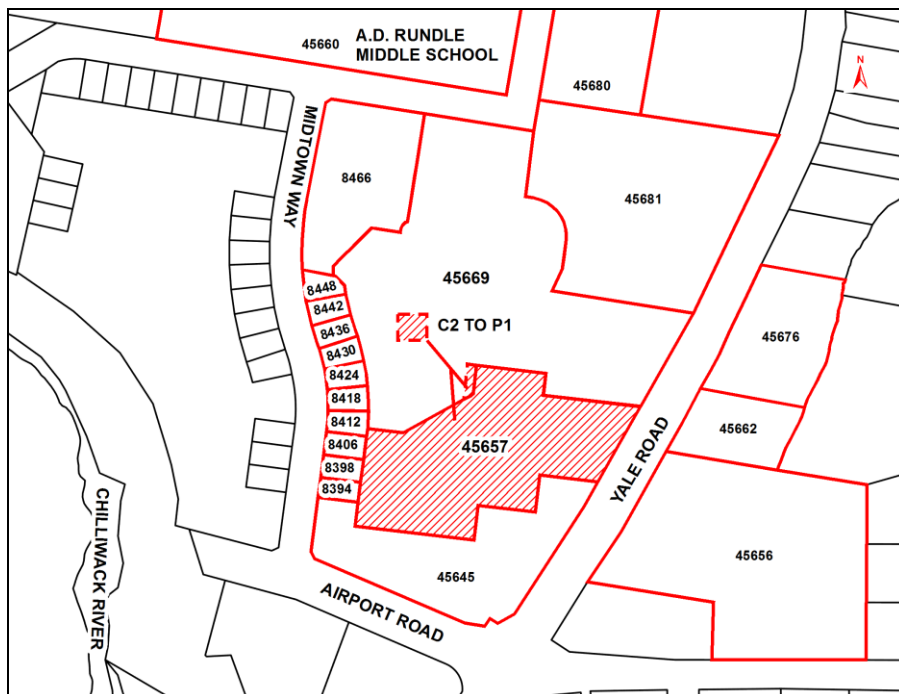 A.D. RUNDLE
MIDDLE SCHOOL
45660
45680
N
MIDTOWN WAY
8466
45681
45669
8448
8442
8436
8430
8424
8418
8412
8406
8398
8394
C2 TO P1
45676
45662
45657
YALE ROAD
45656
45645
AIRPORT ROAD
CHILLIWACK RIVER